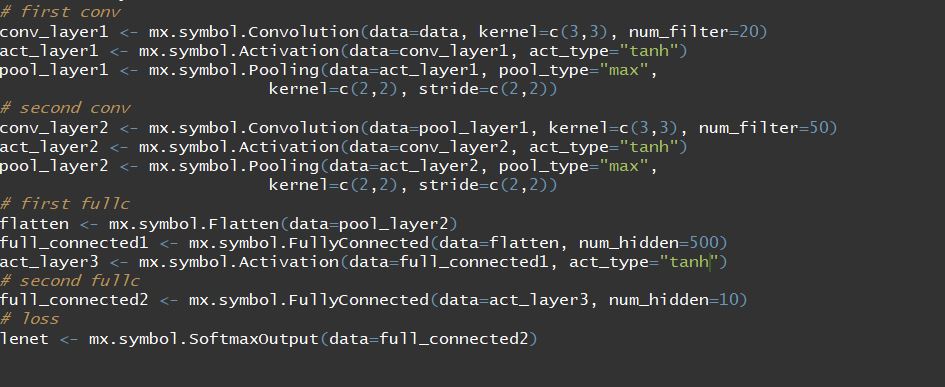 # first conv
conv_layer1 <- mx.symbol.Convolution(data=data, kernel=c(3,3), num_filter=20)
act_layer1 <- mx.symbol.Activation(data=conv_layer1, act_type="tanh")
pool_layer1 <- mx.symbol.Pooling(data=act_layer1, pool_type="max",
kernel=c(2,2), stride=c(2,2))
# second conv
conv_layer2 <- mx.symbol.Convolution(data=pool_layer1, kernel=c(3,3), num_filter=50)
act_layer2 <- mx.symbol.Activation(data=conv_layer2, act_type="tanh")
pool_layer2 <- mx.symbol.Pooling(data=act_layer2, pool_type="max",
kernel=c(2,2), stride=c(2,2))
# first fullc
flatten <- mx.symbol.Flatten(data=pool_layer2)
full_connected1 <- mx.symbol.FullyConnected(data=flatten, num_hidden=500)
act_layer3 <- mx.symbol.Activation(data=full_connected1, act_type="tanh")
# second fullc
full_connected2 <- mx.symbol.FullyConnected(data=act_layer3, num_hidden=10)
# loss
lenet <- mx.symbol.SoftmaxOutput(data=full_connected2)